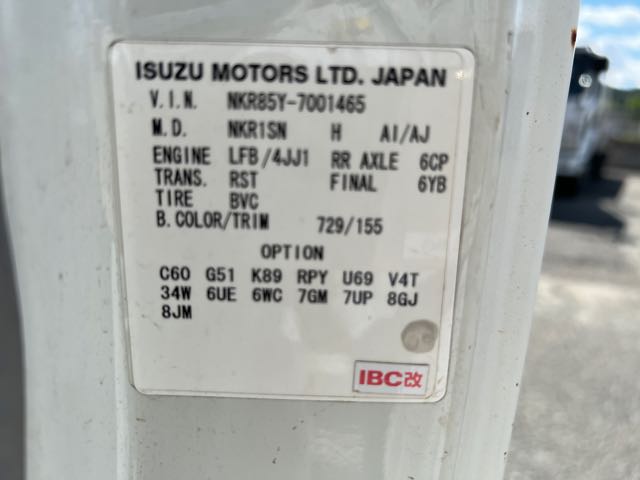 ISUZU MOTORS LTD. JAPAN
V.I.N. NKR85Y-7001465
M.D. NKR1SN H AI/AJ
ENGINE LFB/4JJ1 RR AXLE 6CP
TRANS. RST FINAL 6YB
TIRE BVC
B.COLOR/TRIM 729/155
OPTION
C60 G51 K89 RPY U69 V4T
34W 6UE 6WC 7GM 7UP 8GJ
8JM
IBC改